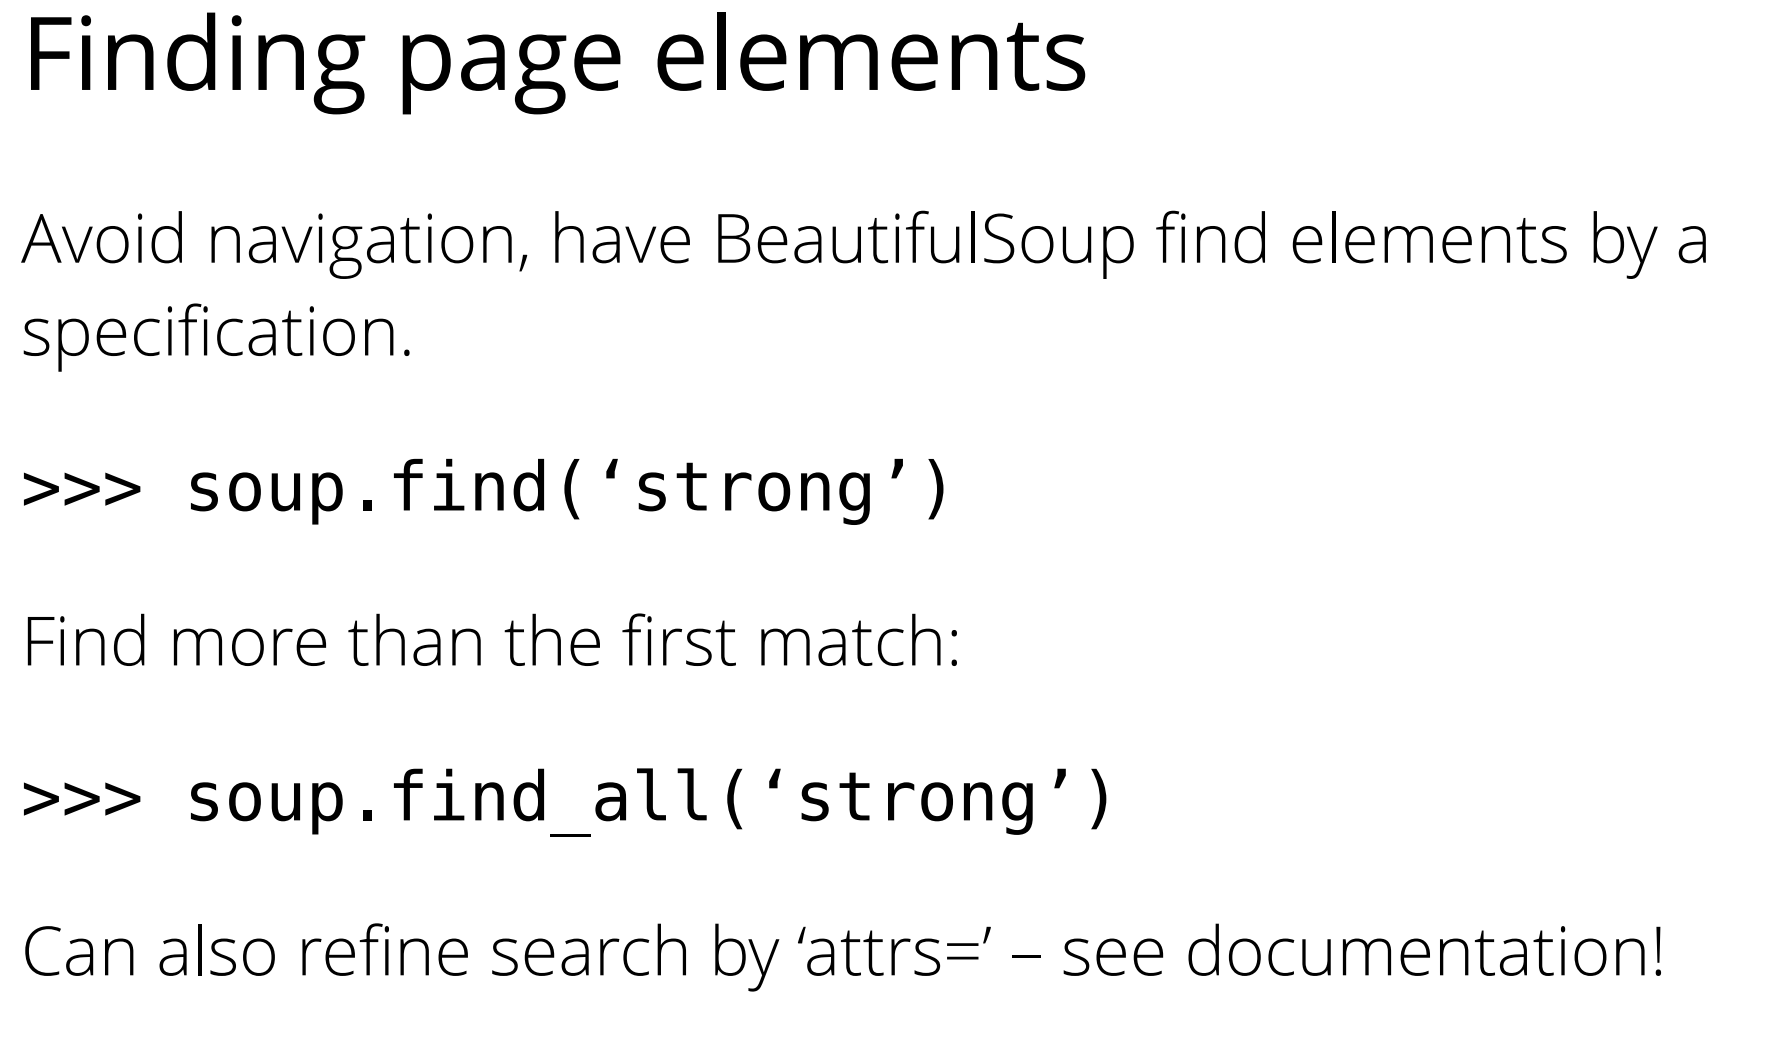 Finding page elements
Avoid navigation, have BeautifulSoup find elements by a
specification.
>>> soup.find(‘strong’)
Find more than the first match:
>>> soup.find_all(‘strong’)
Can also refine search by ‘attrs=’ – see documentation!